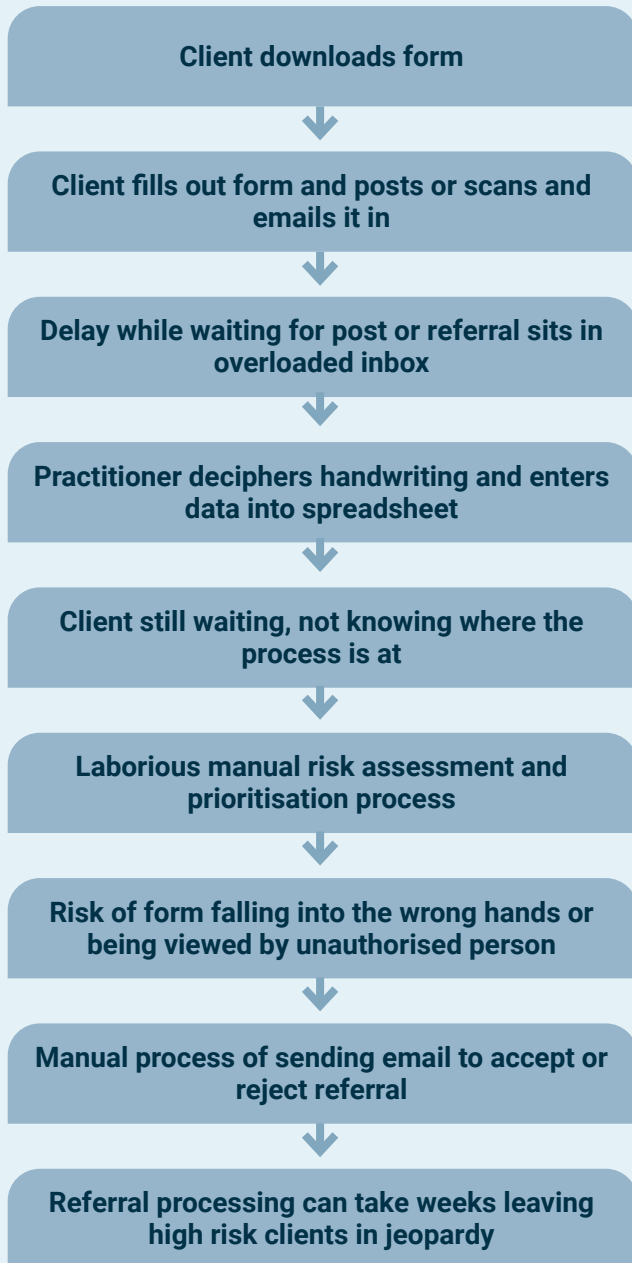 Client downloads form
Client fills out form and posts or scans and
emails it in
Delay while waiting for post or referral sits in
overloaded inbox
Practitioner deciphers handwriting and enters
data into spreadsheet
Client still waiting, not knowing where the
process is at
Laborious manual risk assessment and
prioritisation process
Risk of form falling into the wrong hands or
being viewed by unauthorised person
Manual process of sending email to accept or
reject referral
Referral processing can take weeks leaving
high risk clients in jeopardy